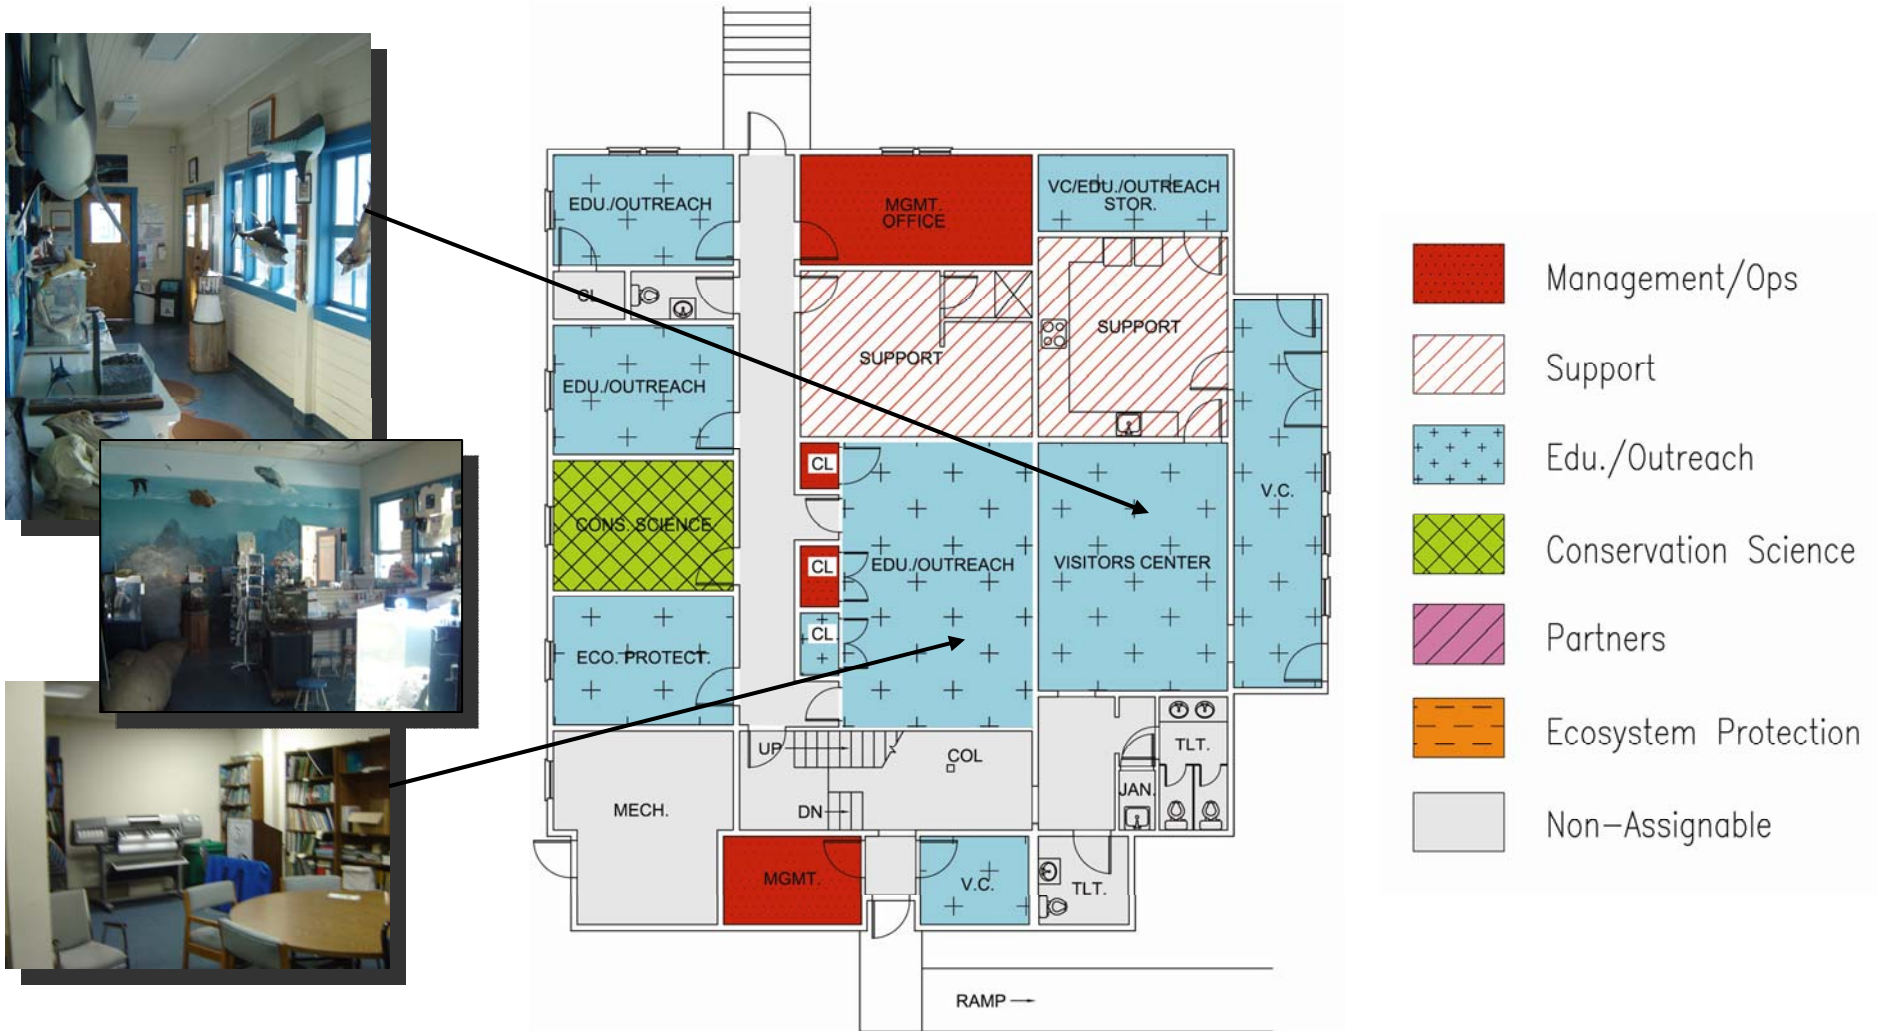 EDU./OUTREACH
MGMT.
OFFICE
VC/EDU./OUTREACH
STOR.
CL
EDU./OUTREACH
SUPPORT
SUPPORT
CL
CONS. SCIENCE
V.C.
CL
EDU./OUTREACH
VISITORS CENTER
CL
ECO. PROTECT.
UP
COL
TLT.
MECH.
DN
JAN.
MGMT.
V.C.
TLT.
RAMP
Management/Ops
Support
Edu./Outreach
Conservation Science
Partners
Ecosystem Protection
Non-Assignable